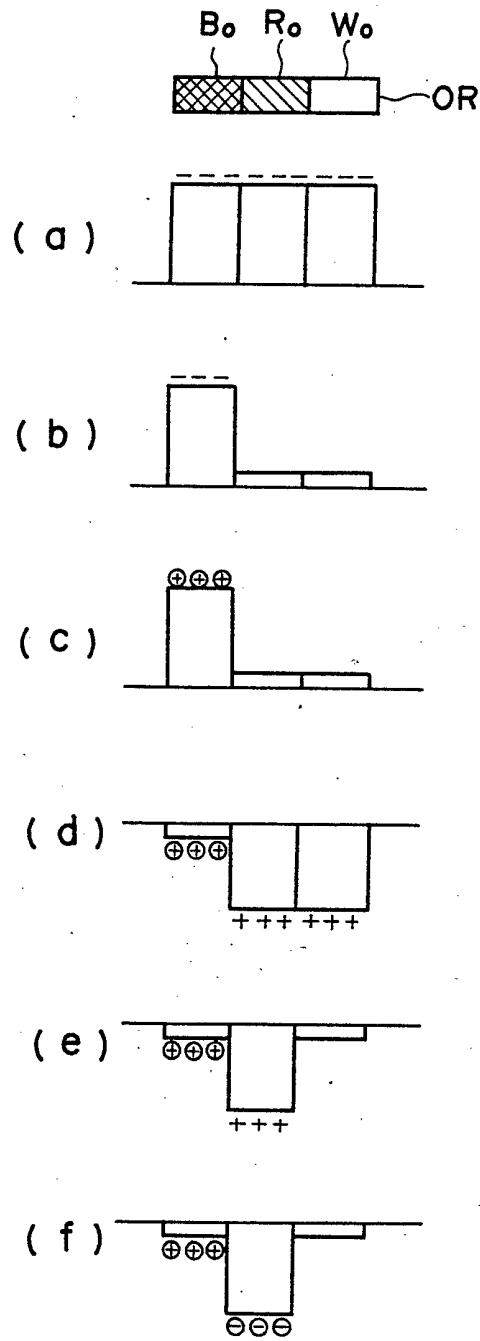 Bo Ro Wo
OR
(a)
– – – – – – – – –
(b)
– – –
(c)
⊕ ⊕ ⊕
(d)
⊕ ⊕ ⊕
+ + + + + +
(e)
⊕ ⊕ ⊕
+ + +
(f)
⊕ ⊕ ⊕
⊖ ⊖ ⊖